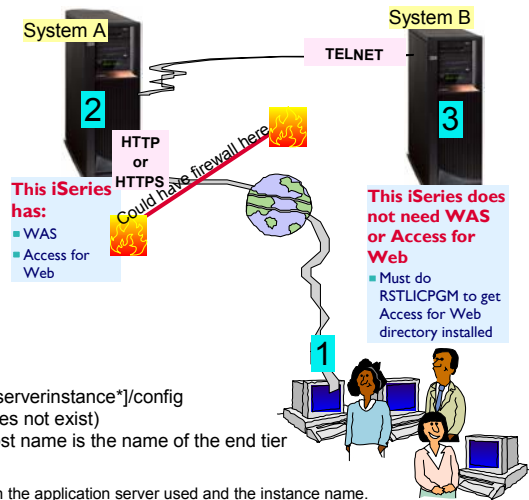 System A
System B
TELNET
2
3
HTTP
or
HTTPS
Could have firewall here
This iSeries
has:
WAS
Access for
Web
This iSeries does
not need WAS
or Access for
Web
Must do
RSTLICPGM to get
Access for Web
directory installed
1
serverinstance*]/config
es not exist)
st name is the name of the end tier
n the application server used and the instance name.